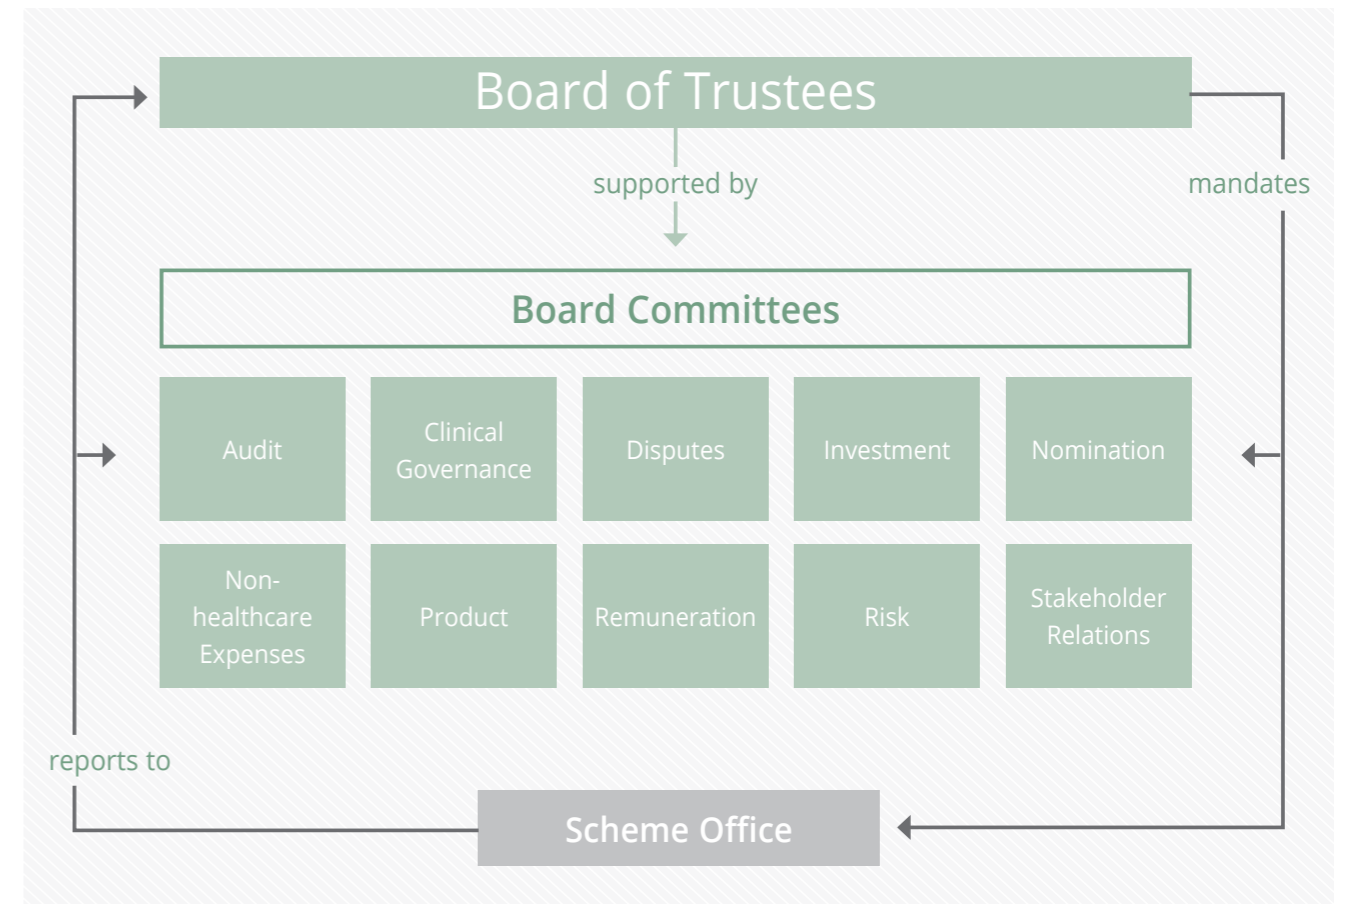 Board of Trustees
supported by
mandates
Board Committees
Audit
Clinical
Governance
Disputes
Investment
Nomination
Non-
healthcare
Expenses
Product
Remuneration
Risk
Stakeholder
Relations
reports to
Scheme Office